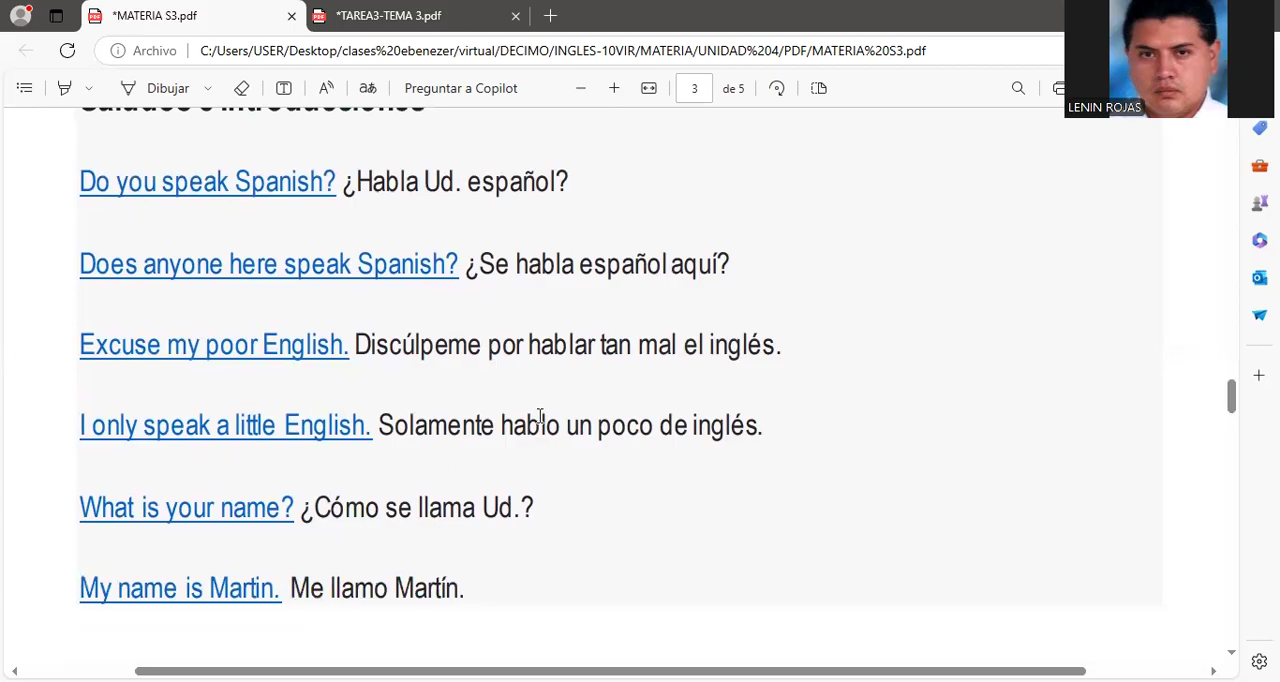 *MATERIA S3.pdf
*TAREA3-TEMA 3.pdf
Archivo C:/Users/USER/Desktop/clases%20ebenezer/virtual/DECIMO/INGLES-10VIR/MATERIA/UNIDAD%204/PDF/MATERIA%20S3.pdf
Dibujar Preguntar a Copilot 3 de 5
LENIN ROJAS
Do you speak Spanish? ¿Habla Ud. español?
Does anyone here speak Spanish? ¿Se habla español aquí?
Excuse my poor English. Discúlpeme por hablar tan mal el inglés.
I only speak a little English. Solamente hablo un poco de inglés.
What is your name? ¿Cómo se llama Ud.?
My name is Martin. Me llamo Martín.